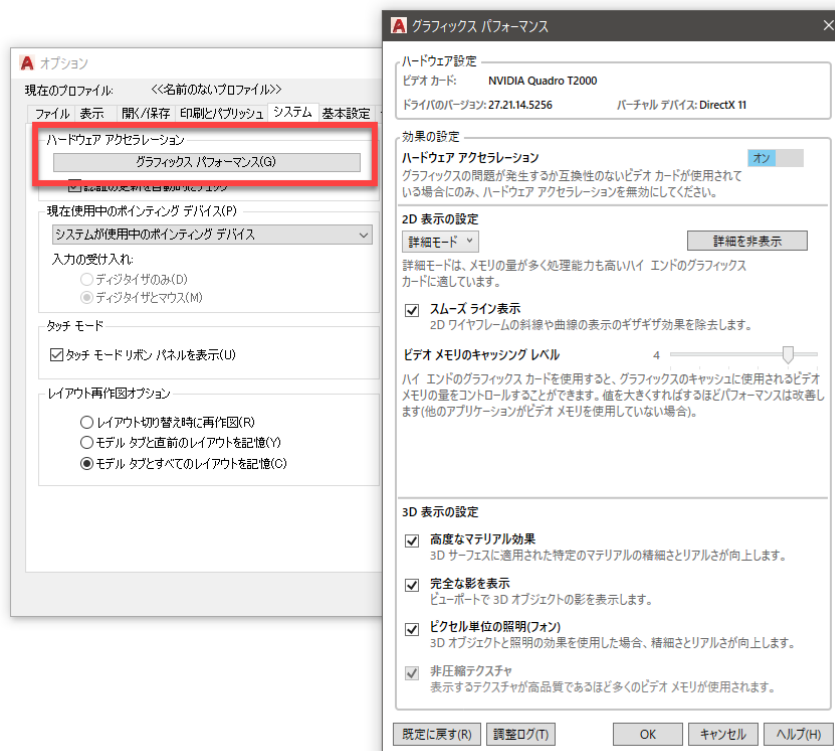 オプション
現在のプロファイル: <<名前のないプロファイル>>
ファイル 表示 開く/保存 印刷とパブリッシュ システム 基本設定
ハードウェア アクセラレーション
グラフィックス パフォーマンス(G)
認証の更新を自動的にチェック
現在使用中のポインティング デバイス(P)
システムが使用中のポインティング デバイス
入力の受け入れ:
ディジタイザのみ(D)
ディジタイザとマウス(M)
タッチ モード
タッチ モード リボン パネルを表示(U)
レイアウト再作図オプション
レイアウト切り替え時に再作図(R)
モデル タブと直前のレイアウトを記憶(Y)
モデル タブとすべてのレイアウトを記憶(C)
グラフィックス パフォーマンス
ハードウェア設定
ビデオ カード: NVIDIA Quadro T2000
ドライバのバージョン: 27.21.14.5256 バーチャル デバイス: DirectX 11
効果の設定
ハードウェア アクセラレーション オン
グラフィックスの問題が発生するか互換性のないビデオ カードが使用されて
いる場合にのみ、ハードウェア アクセラレーションを無効にしてください。
2D 表示の設定
詳細モード 詳細を非表示
詳細モードは、メモリの量が多く処理能力も高いハイ エンドのグラフィックス
カードに適しています。
スムーズ ライン表示
2D ワイヤフレームの斜線や曲線の表示のギザギザ効果を除去します。
ビデオ メモリのキャッシング レベル 4
ハイ エンドのグラフィックス カードを使用すると、グラフィックスのキャッシュに使用されるビデオ
メモリの量をコントロールすることができます。値を大きくすればするほどパフォーマンスは改善し
ます(他のアプリケーションがビデオ メモリを使用していない場合)。
3D 表示の設定
高度なマテリアル効果
3D サーフェスに適用された特定のマテリアルの精細さとリアルさが向上します。
完全な影を表示
ビューポートで 3D オブジェクトの影を表示します。
ピクセル単位の照明(フォン)
3D オブジェクトと照明の効果を使用した場合、精細さとリアルさが向上します。
非圧縮テクスチャ
表示するテクスチャが高品質であるほど多くのビデオ メモリが使用されます。
既定に戻す(R) 調整ログ(T) OK キャンセル ヘルプ(H)